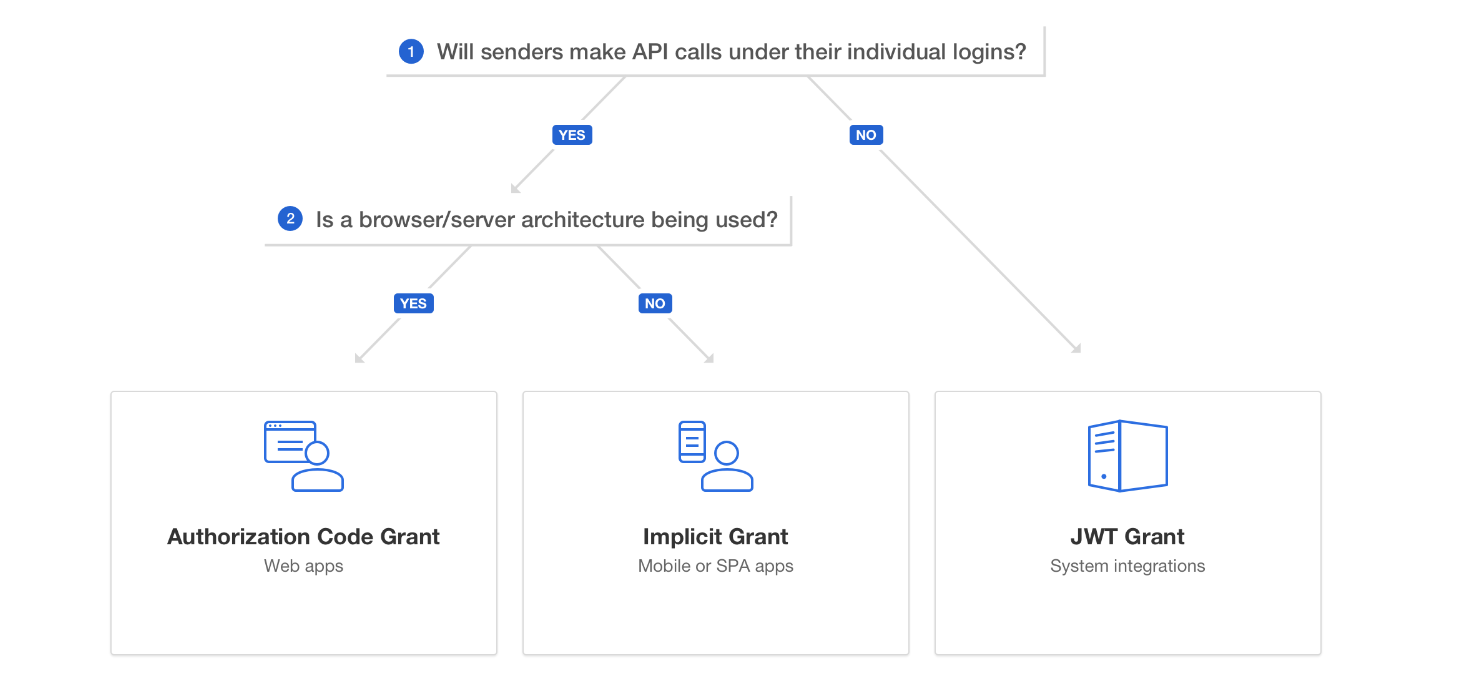 1 Will senders make API calls under their individual logins?
YES
NO
2 Is a browser/server architecture being used?
YES
NO
Authorization Code Grant
Web apps
Implicit Grant
Mobile or SPA apps
JWT Grant
System integrations